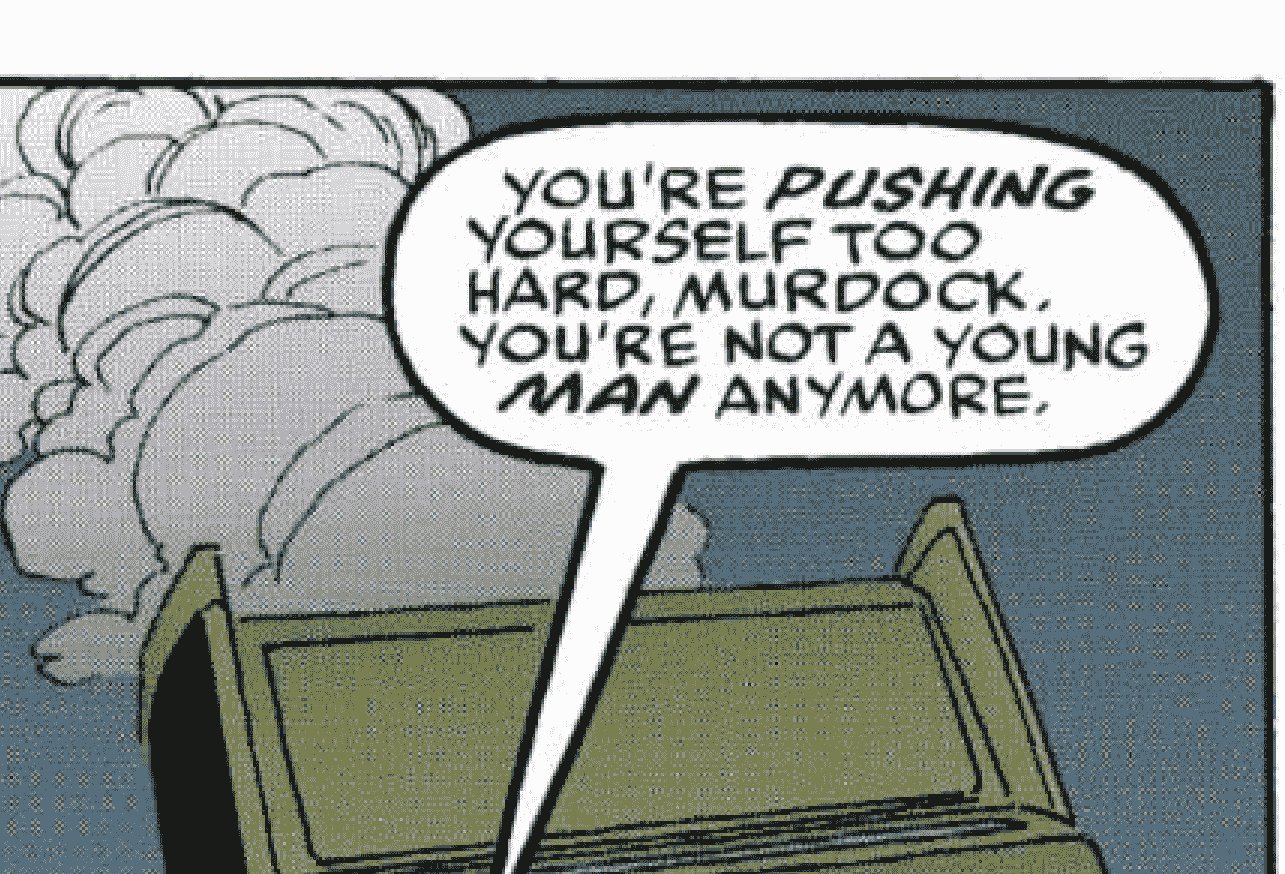 YOU'RE PUSHING
YOURSELF TOO
HARD, MURDOCK.
YOU'RE NOT A YOUNG
MAN ANYMORE.